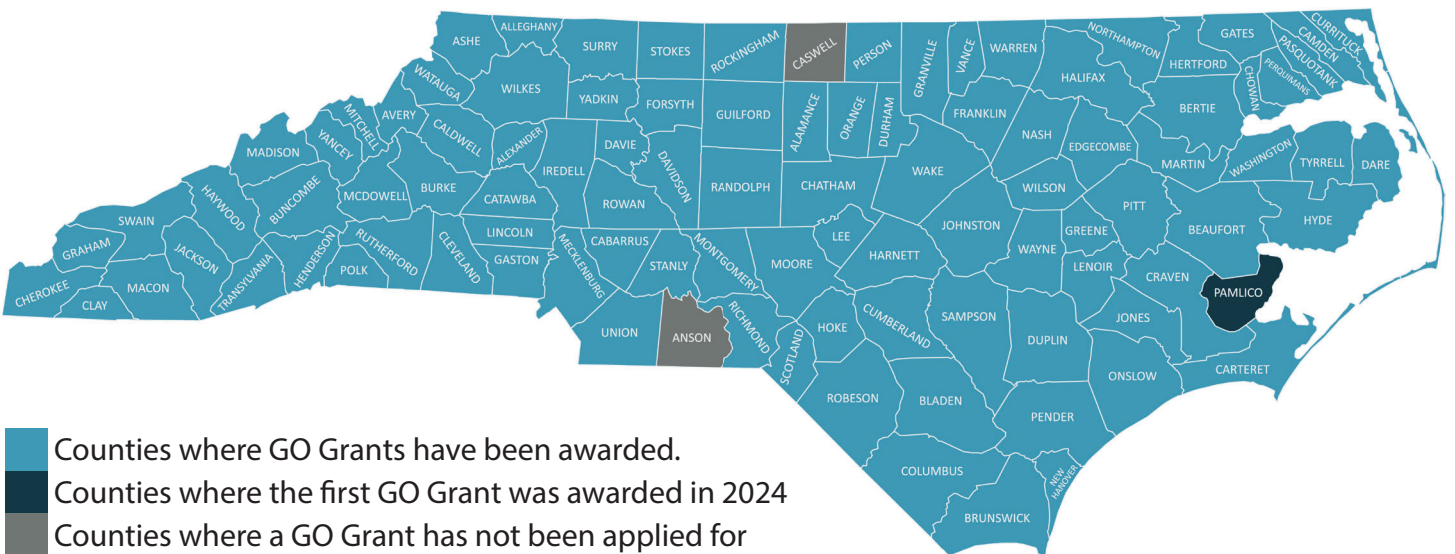 ALLEGHANY
ASHE
SURRY
STOKES
ROCKINGHAM
CASWELL
PERSON
GRANVILLE
VANCE
WARREN
NORTHAMPTON
GATES
CURRITUCK
CAMDEN
PASQUOTANK
PERQUIMANS
CHOWAN
HERTFORD
HALIFAX
BERTIE
WATAUGA
WILKES
YADKIN
FORSYTH
GUILFORD
ALAMANCE
ORANGE
DURHAM
FRANKLIN
NASH
EDGECOMBE
MARTIN
WASHINGTON
TYRRELL
DARE
MITCHELL
AVERY
CALDWELL
ALEXANDER
IREDELL
DAVIE
DAVIDSON
RANDOLPH
CHATHAM
WAKE
WILSON
PITT
BEAUFORT
HYDE
MADISON
YANCEY
MCDOWELL
BURKE
CATAWBA
ROWAN
HAYWOOD
BUNCOMBE
SWAIN
GRAHAM
JACKSON
CHEROKEE
CLAY
MACON
TRANSYLVANIA
HENDERSON
POLK
RUTHERFORD
CLEVELAND
LINCOLN
GASTON
MECKLENBURG
CABARRUS
STANLY
MONTGOMERY
MOORE
LEE
HARNETT
JOHNSTON
WAYNE
GREENE
LENOIR
CRAVEN
PAMLICO
JONES
UNION
ANSON
RICHMOND
SCOTLAND
HOKE
CUMBERLAND
SAMPSON
DUPLIN
ONSLOW
CARTERET
ROBESON
BLADEN
PENDER
COLUMBUS
NEW
HANOVER
BRUNSWICK
Counties where GO Grants have been awarded.
Counties where the first GO Grant was awarded in 2024
Counties where a GO Grant has not been applied for